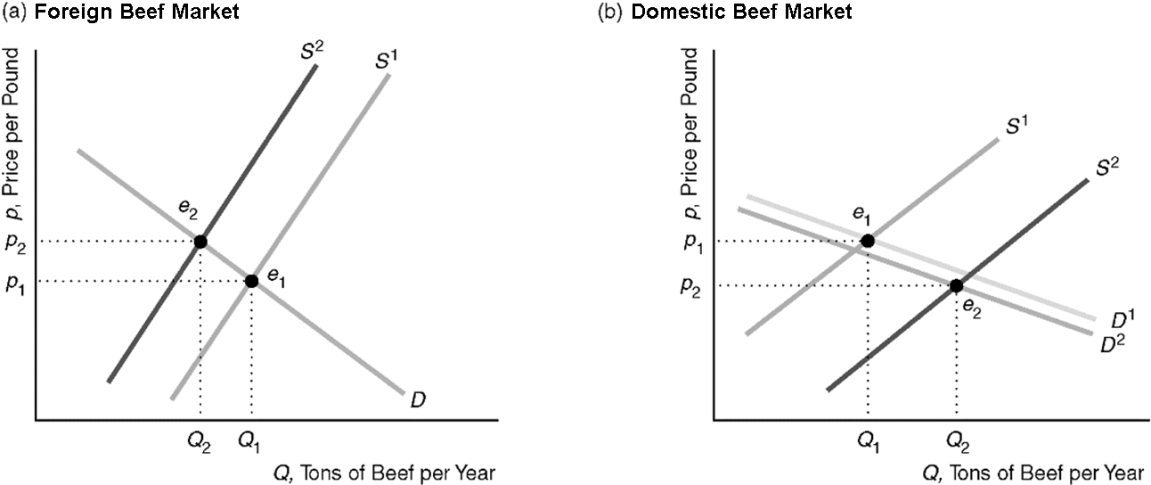 (a) Foreign Beef Market
p, Price per Pound
S²
S¹
e₂
p₂
e₁
p₁
D
Q₂ Q₁
Q, Tons of Beef per Year
(b) Domestic Beef Market
p, Price per Pound
S¹
S²
e₁
p₁
p₂
e₂
D¹
D²
Q₁ Q₂
Q, Tons of Beef per Year